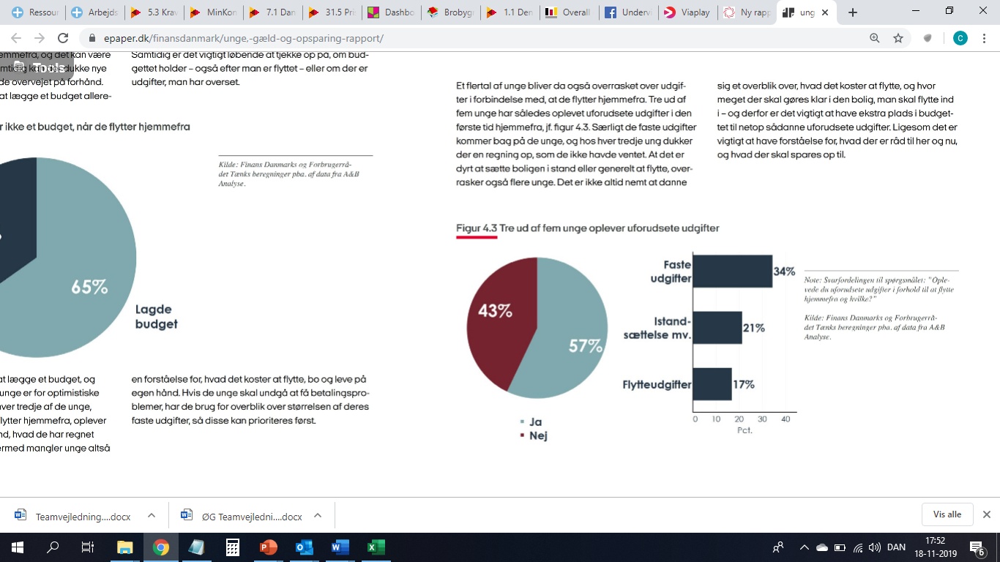 Ressour
Arbejds
5.3 Krav
MinKon
7.1 Dan
31.5 Pri
Dashbo
Brobyg
1.1 Den
Overall
Underv
Viaplay
Ny rapp
ung
epaper.dk/finansdanmark/unge,-gæld-og-opsparing-rapport/
C
Tools
emmefra, og det kan være
dukke nye
de overvejet på forhånd.
at lægge et budget allere-
Samtidig er det vigtigt løbende at tjekke op på, om bud-
gettet holder – også efter man er flyttet – eller om der er
udgifter, man har overset.
r ikke et budget, når de flytter hjemmefra
Kilde: Finans Danmarks og Forbrugerrå-
det Tænks beregninger pba. af data fra A&B
Analyse.
65%
Lagde
budget
at lægge et budget, og
unge er for optimistiske
ver tredje af de unge,
lytter hjemmefra, oplever
nd, hvad de har regnet
ermed mangler unge altså
en forståelse for, hvad det koster at flytte, bo og leve på
egen hånd. Hvis de unge skal undgå at få betalingspro-
blemer, har de brug for overblik over størrelsen af deres
faste udgifter, så disse kan prioriteres først.
Et flertal af unge bliver da også overrasket over udgif-
ter i forbindelse med, at de flytter hjemmefra. Tre ud af
fem unge har således oplevet uforudsete udgifter i den
første tid hjemmefra, jf. figur 4.3. Særligt de faste udgifter
kommer bag på de unge, og hos hver tredje ung dukker
der en regning op, som de ikke havde ventet. At det er
dyrt at sætte boligen i stand eller generelt at flytte, over-
rasker også flere unge. Det er ikke altid nemt at danne
sig et overblik over, hvad det koster at flytte, og hvor
meget der skal gøres klar i den bolig, man skal flytte ind
i – og derfor er det vigtigt at have ekstra plads i budget-
tet til netop sådanne uforudsete udgifter. Ligesom det er
vigtigt at have forståelse for, hvad der er råd til her og nu,
og hvad der skal spares op til.
Figur 4.3 Tre ud af fem unge oplever uforudsete udgifter
43%
57%
Ja
Nej
Faste
udgifter
34%
Istand-
sættelse mv.
21%
Flytteudgifter
17%
0 10 20 30 40
Pct.
Note: Svarfordelingen til spørgsmålet: "Ople-
vede du uforudsete udgifter i forhold til at flytte
hjemmefra og hvilke?"
Kilde: Finans Danmarks og Forbrugerrå-
det Tænks beregninger pba. af data fra A&B
Analyse.
Teamvejledning....docx
ØG Teamvejledni....docx
Vis alle
DAN
17:52
18-11-2019
6